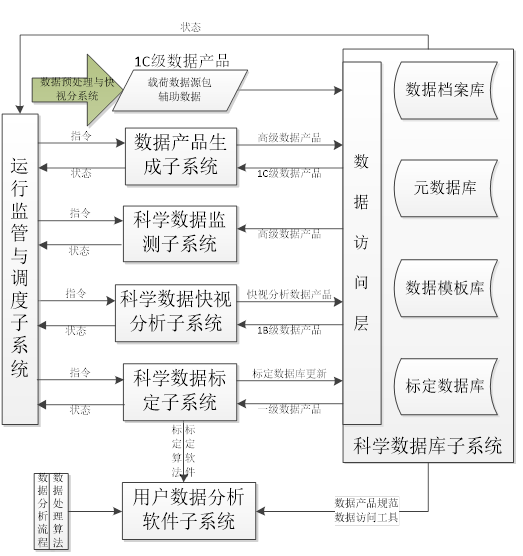 状态
数据预处理与快
视分系统
1C级数据产品
载荷数据源包
辅助数据
数据档案库
元数据库
数据模板库
标定数据库
数据访问层
科学数据库子系统
运行监管与调度子系统
指令
数据产品生
成子系统
高级数据产品
状态
1C级数据产品
指令
科学数据监
测子系统
状态
高级数据产品
指令
科学数据快视
分析子系统
快视分析数据产品
状态
1B级数据产品
指令
科学数据标
定子系统
标定数据库更新
状态
一级数据产品
标定算法
标定软件
数据分析流程
数据处理算法
用户数据分析
软件子系统
数据产品规范
数据访问工具